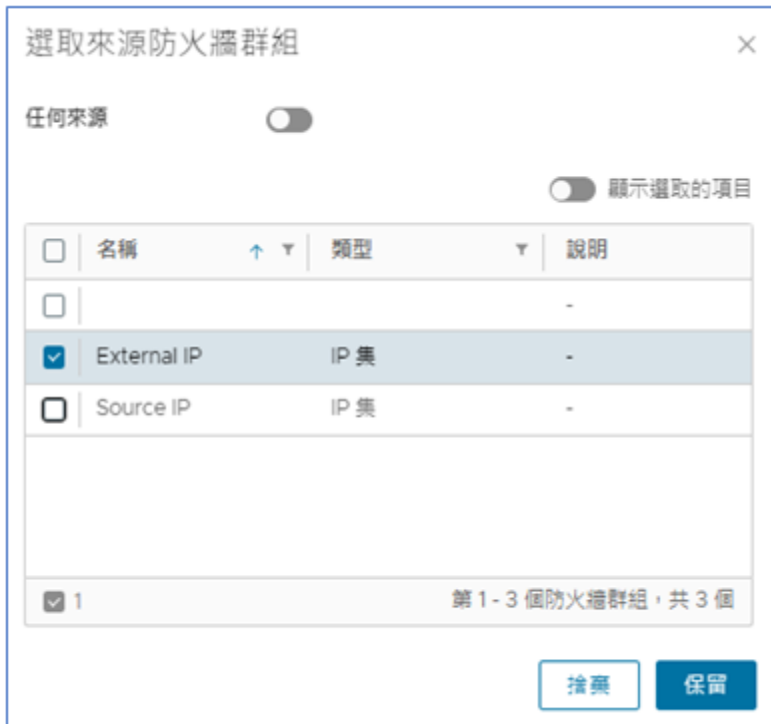 選取來源防火牆群組
任何來源
顯示選取的項目
名稱 類型 說明
-
External IP IP 集 -
Source IP IP 集 -
1 第 1 - 3 個防火牆群組，共 3 個
捨棄 保留